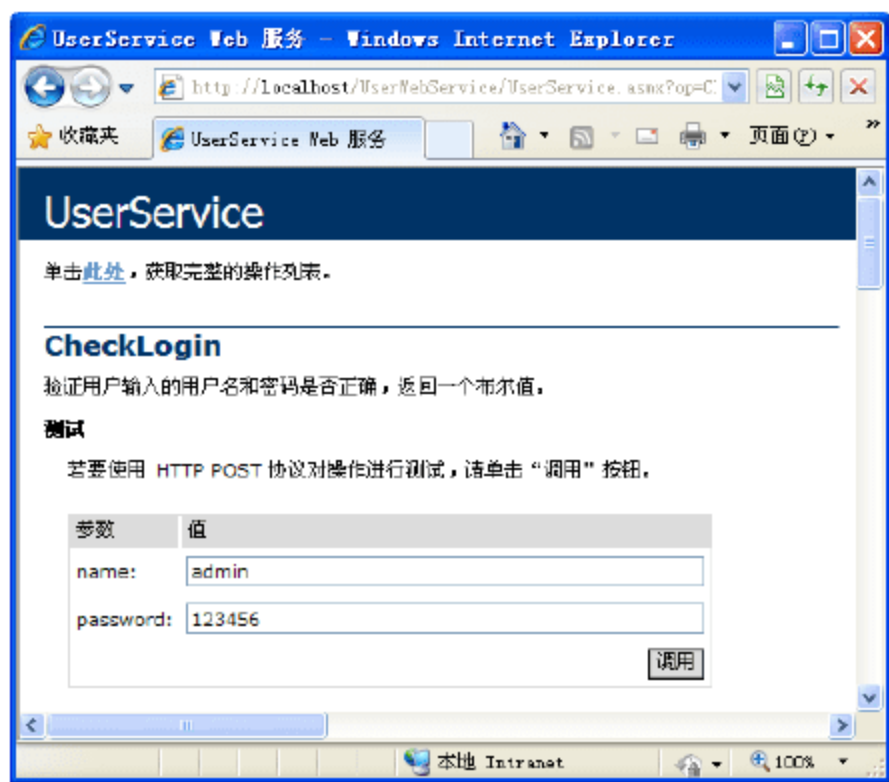 UserService Web 服务 - Windows Internet Explorer
http://localhost/UserWebService/UserService.asmx?op=C
收藏夹
UserService Web 服务
页面(P)
»
UserService
单击此处，获取完整的操作列表。
CheckLogin
验证用户输入的用户名和密码是否正确，返回一个布尔值。
测试
若要使用 HTTP POST 协议对操作进行测试，请单击“调用”按钮。
参数 值
name: admin
password: 123456
调用
本地 Intranet 100%